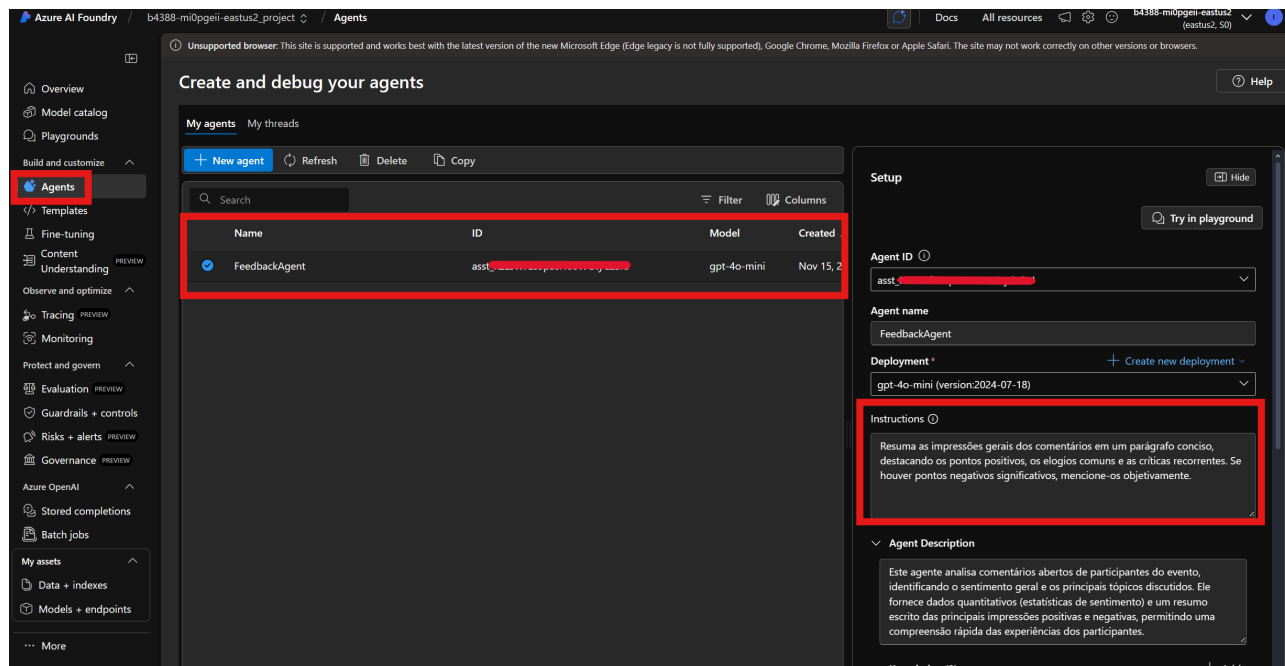 Azure AI Foundry / b4388-mi0pgeii-eastus2_project / Agents
Docs All resources b4388-mi0pgeii-eastus2
(eastus2, S0)
Unsupported browser: This site is supported and works best with the latest version of the new Microsoft Edge (Edge legacy is not fully supported), Google Chrome, Mozilla Firefox or Apple Safari. The site may not work correctly on other versions or browsers.
Overview
Model catalog
Playgrounds
Build and customize
Agents
Templates
Fine-tuning
Content
Understanding PREVIEW
Observe and optimize
Tracing PREVIEW
Monitoring
Protect and govern
Evaluation PREVIEW
Guardrails + controls
Risks + alerts PREVIEW
Governance PREVIEW
Azure OpenAI
Stored completions
Batch jobs
My assets
Data + indexes
Models + endpoints
More
Create and debug your agents
Help
My agents My threads
New agent Refresh Delete Copy
Search Filter Columns
Name ID Model Created
FeedbackAgent asst_ gpt-4o-mini Nov 15, 2
Setup
Hide
Try in playground
Agent ID
asst_
Agent name
FeedbackAgent
Deployment * + Create new deployment
gpt-4o-mini (version:2024-07-18)
Instructions
Resuma as impressões gerais dos comentários em um parágrafo conciso,
destacando os pontos positivos, os elogios comuns e as críticas recorrentes. Se
houver pontos negativos significativos, mencione-os objetivamente.
Agent Description
Este agente analisa comentários abertos de participantes do evento,
identificando o sentimento geral e os principais tópicos discutidos. Ele
fornece dados quantitativos (estatísticas de sentimento) e um resumo
escrito das principais impressões positivas e negativas, permitindo uma
compreensão rápida das experiências dos participantes.